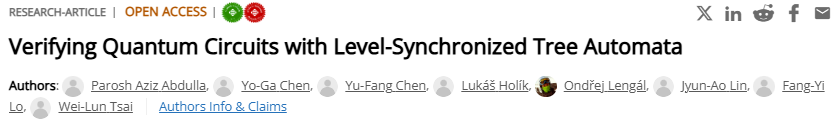 RESEARCH-ARTICLE | OPEN ACCESS |
Verifying Quantum Circuits with Level-Synchronized Tree Automata
Authors: Parosh Aziz Abdulla, Yo-Ga Chen, Yu-Fang Chen, Lukáš Holík, Ondřej Lengál, Jyun-Ao Lin, Fang-Yi
Lo, Wei-Lun Tsai | Authors Info & Claims